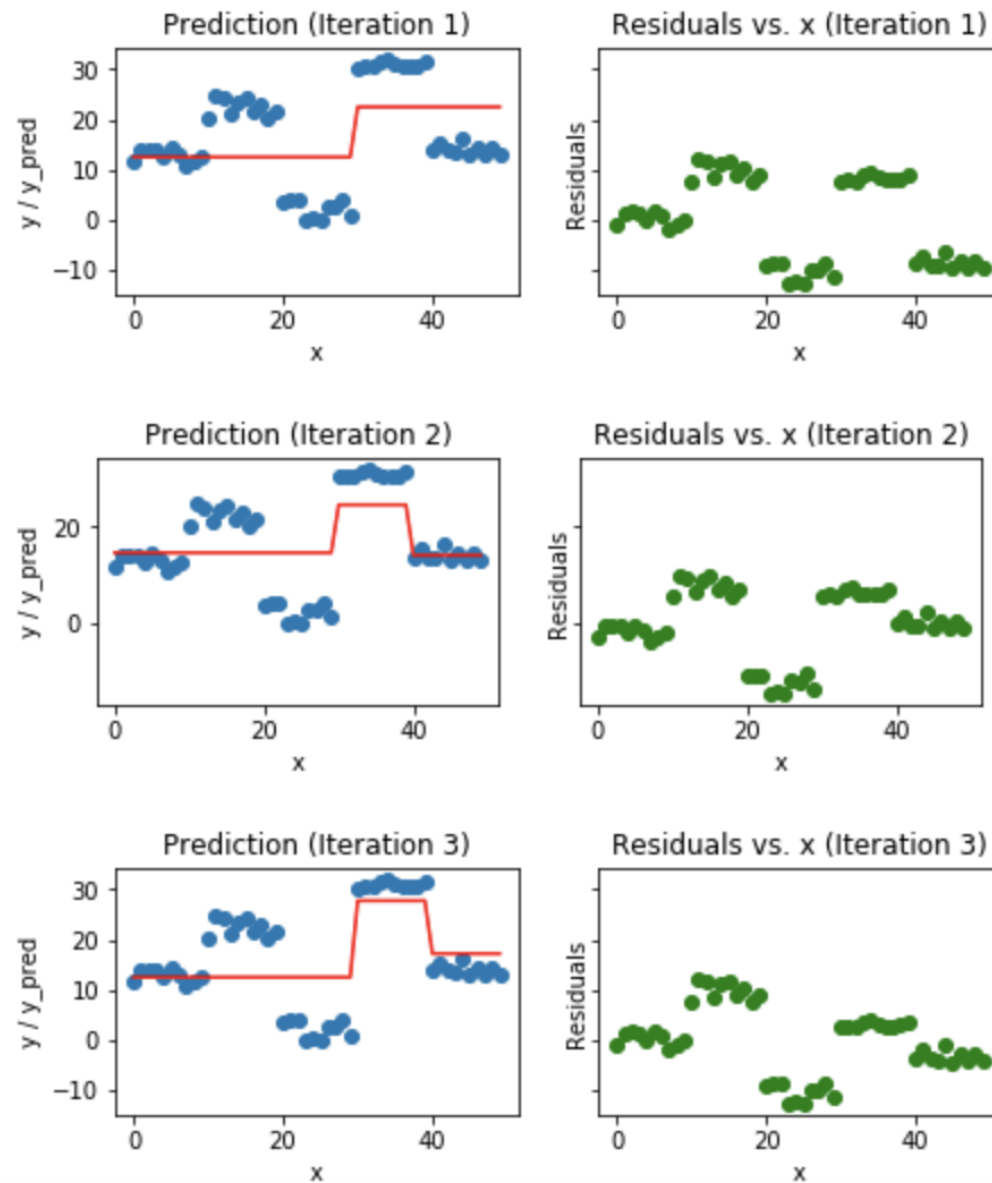 Prediction (Iteration 1)
30
20
10
0
−10
y / y_pred
0
20
40
x
Residuals vs. x (Iteration 1)
Residuals
0
20
40
x
Prediction (Iteration 2)
20
0
y / y_pred
0
20
40
x
Residuals vs. x (Iteration 2)
Residuals
0
20
40
x
Prediction (Iteration 3)
30
20
10
0
−10
y / y_pred
0
20
40
x
Residuals vs. x (Iteration 3)
Residuals
0
20
40
x